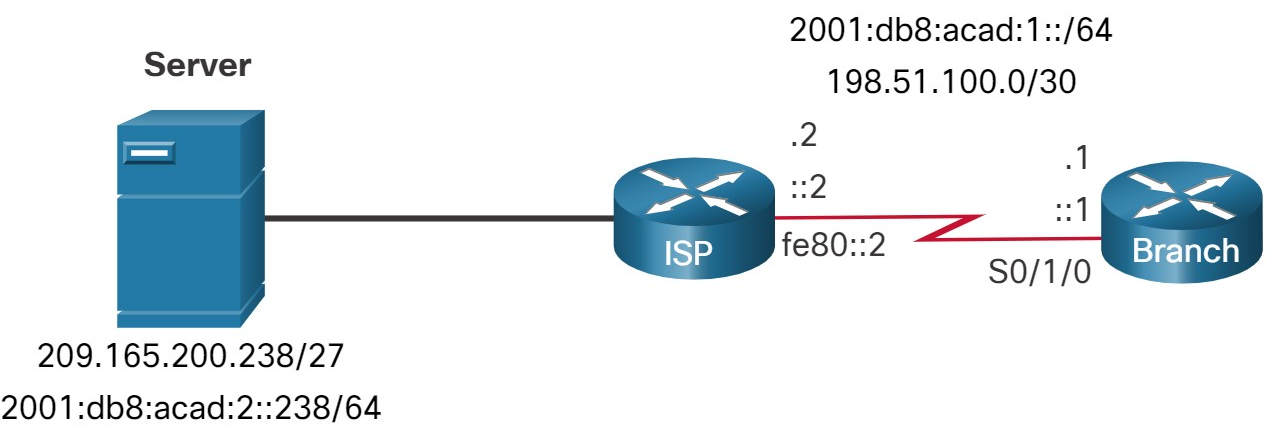 2001:db8:acad:1::/64
198.51.100.0/30
Server
.2
.1
::2
::1
ISP
fe80::2
Branch
S0/1/0
209.165.200.238/27
2001:db8:acad:2::238/64